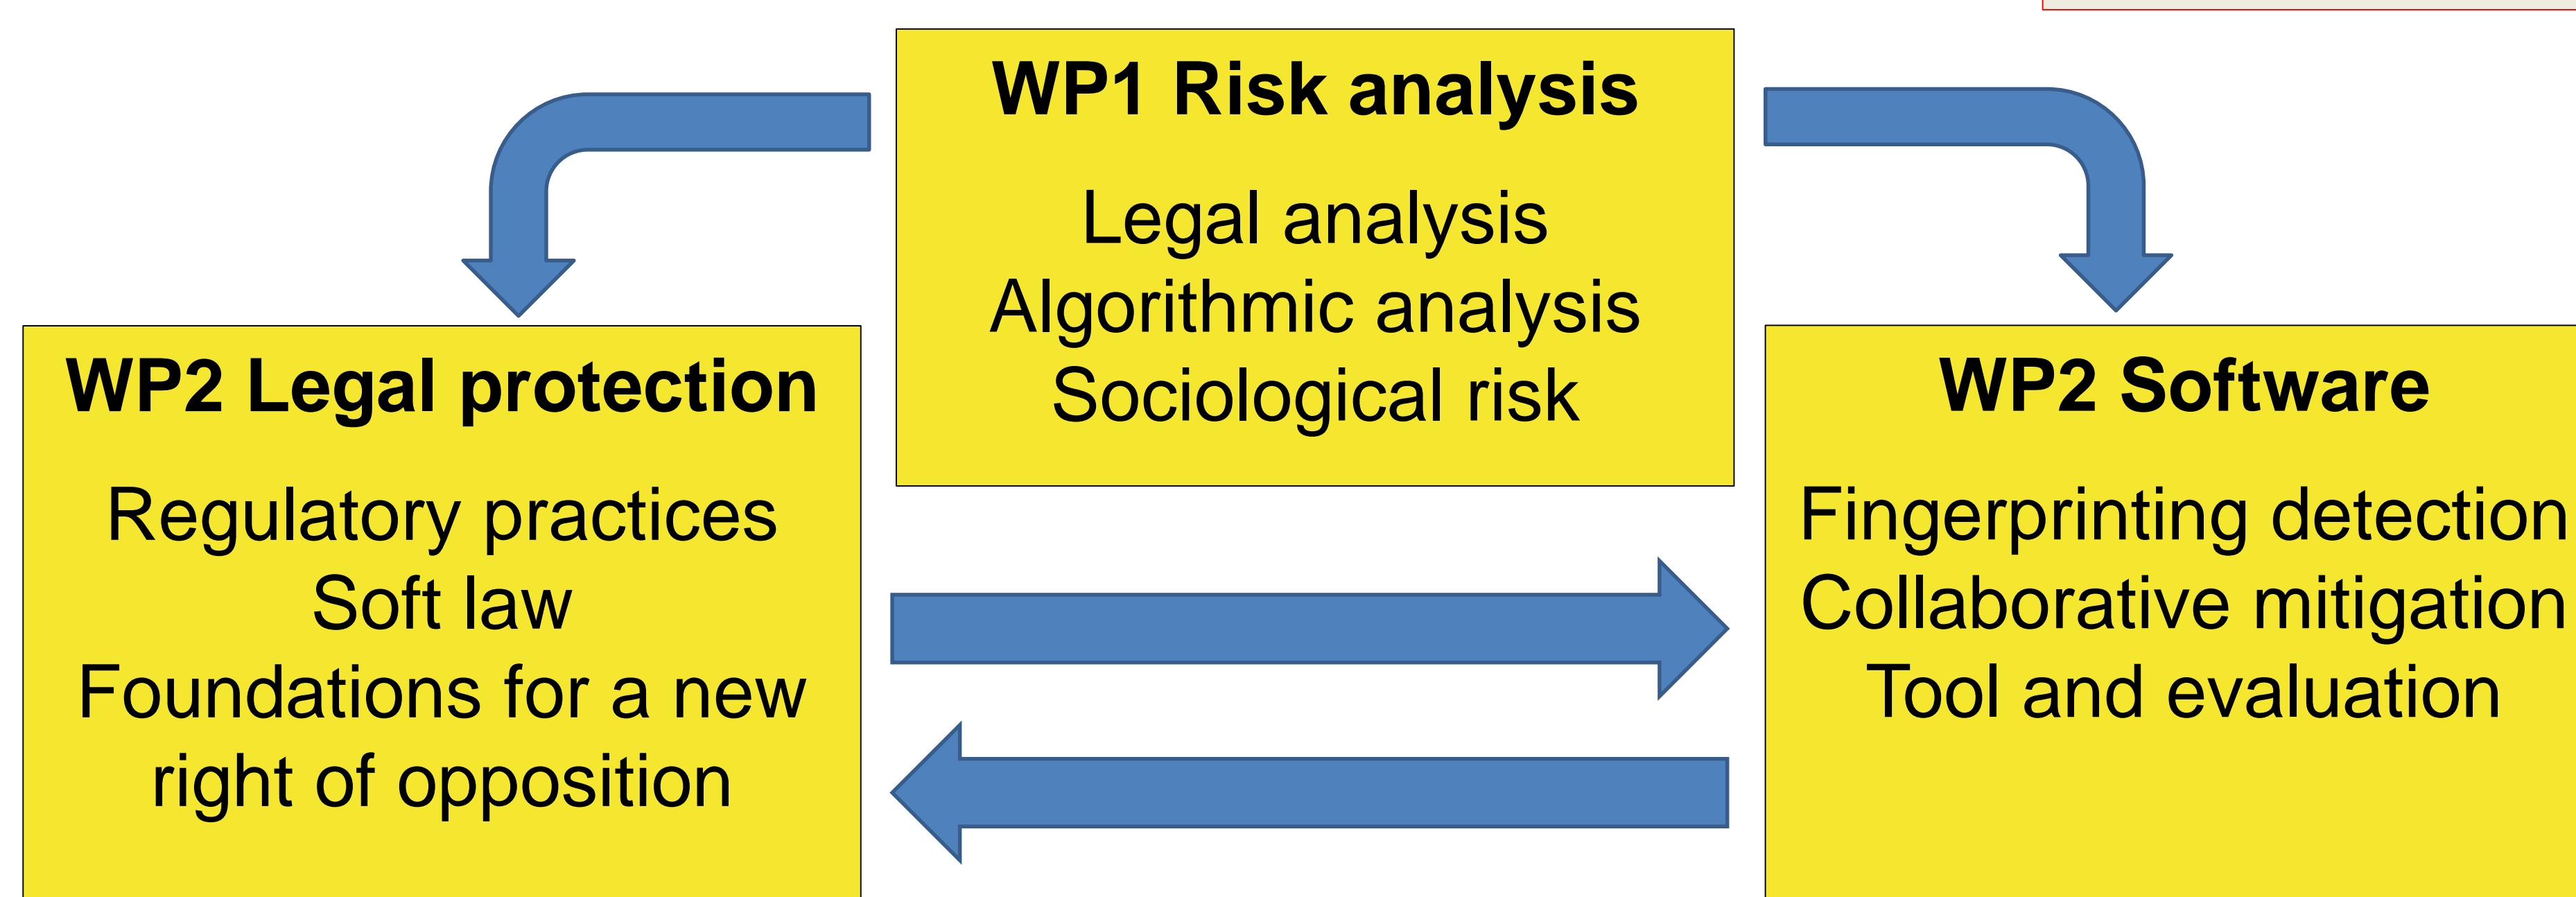 WP1 Risk analysis
Legal analysis
Algorithmic analysis
Sociological risk
WP2 Legal protection
Regulatory practices
Soft law
Foundations for a new
right of opposition
WP2 Software
Fingerprinting detection
Collaborative mitigation
Tool and evaluation